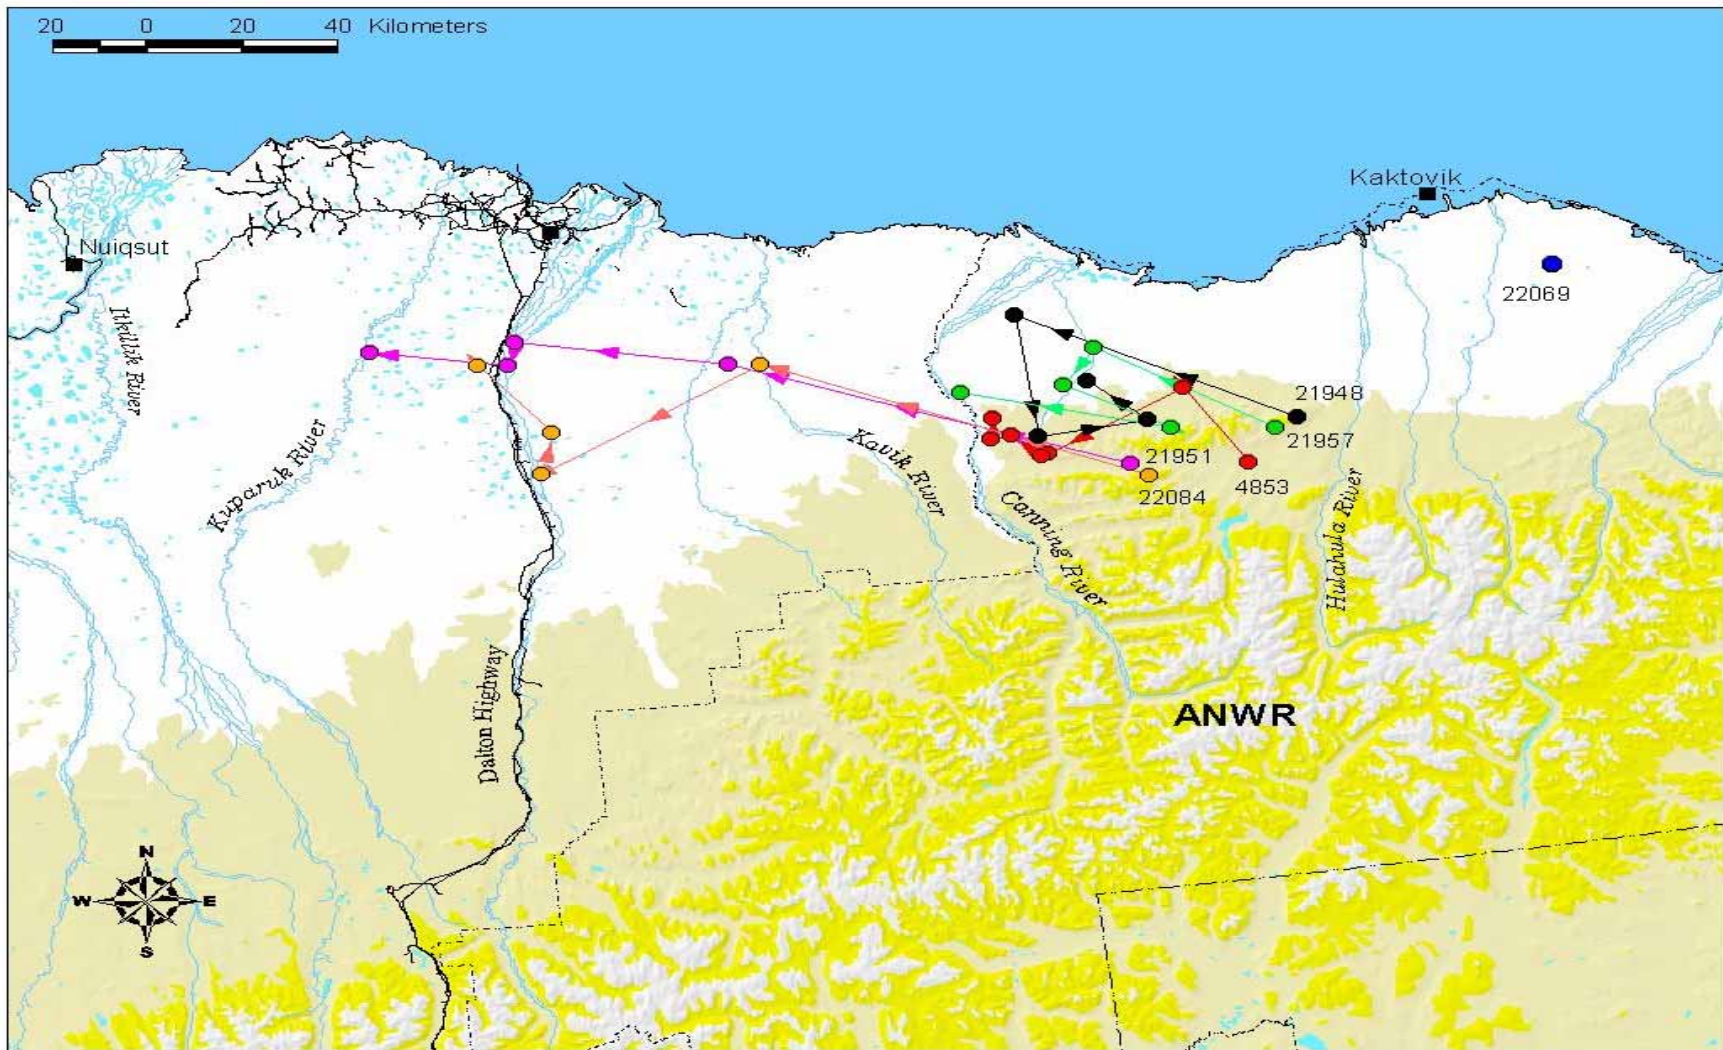 20 0 20 40 Kilometers
Kaktovik
Nuiqsut
22069
Itkillik River
21948
21957
Kuparuk River
Kavik River
21951
22084
4853
Canning River
Hulahula River
Dalton Highway
ANWR
N
W E
S